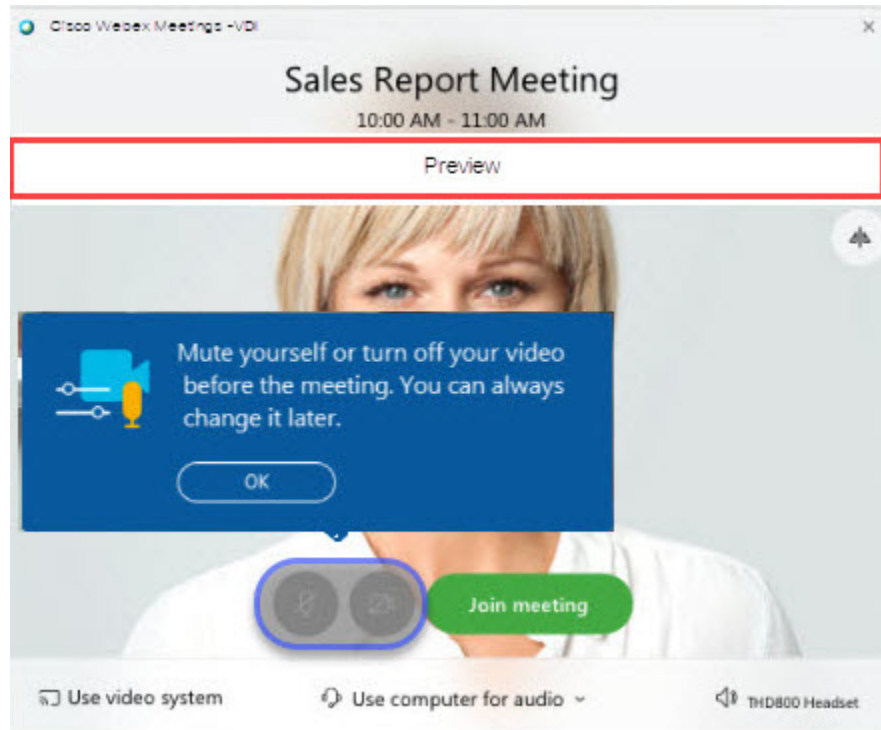 Cisco Webex Meetings -VDI
Sales Report Meeting
10:00 AM - 11:00 AM
Preview
Mute yourself or turn off your video
before the meeting. You can always
change it later.
OK
Join meeting
Use video system
Use computer for audio
THD800 Headset